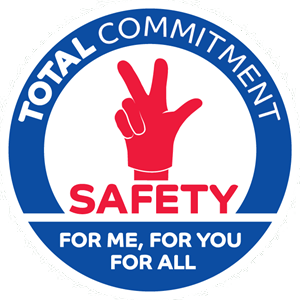 TOTAL COMMITMENT
SAFETY
FOR ME, FOR YOU
FOR ALL